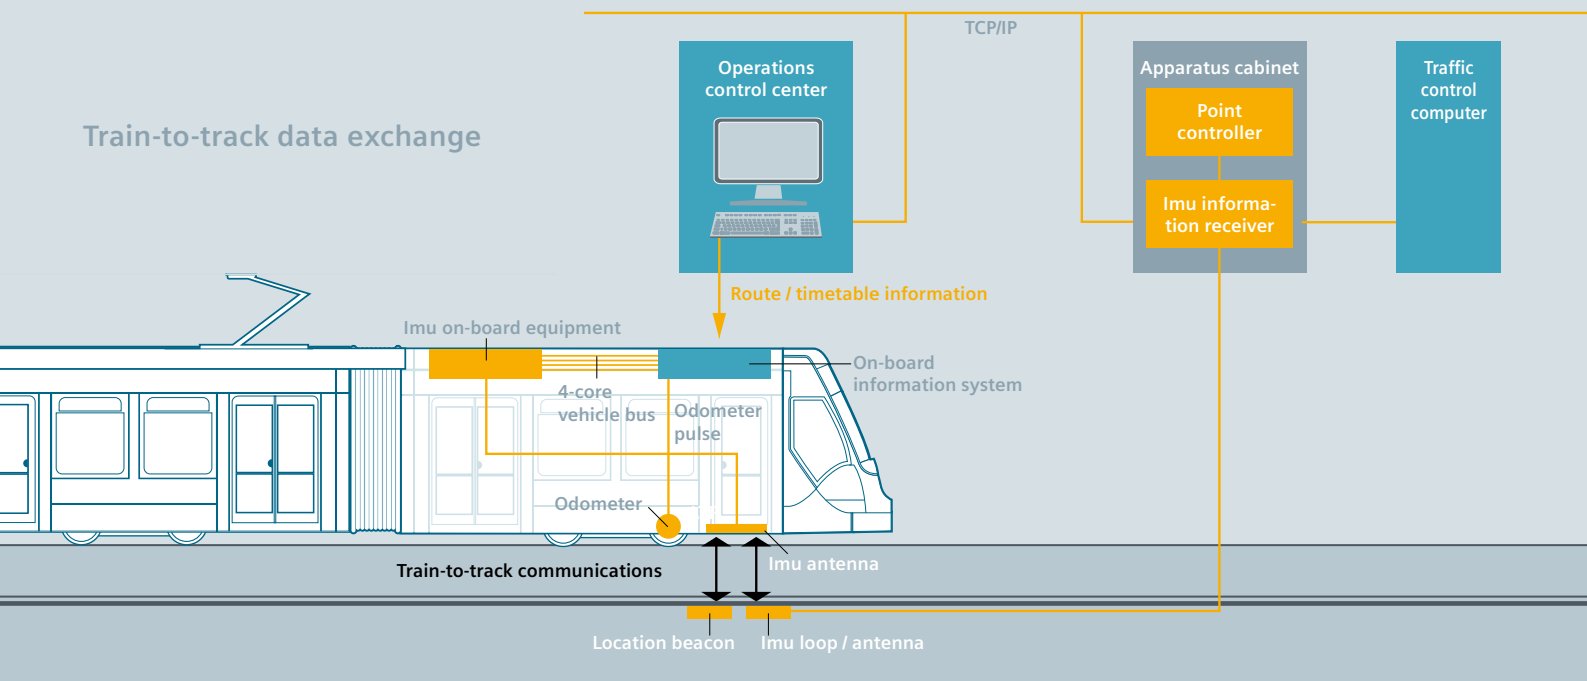 TCP/IP
Operations
control center
Apparatus cabinet
Point
controller
Imu informa-
tion receiver
Traffic
control
computer
Train-to-track data exchange
Route / timetable information
Imu on-board equipment
On-board
information system
4-core
vehicle bus
Odometer
pulse
Odometer
Imu antenna
Train-to-track communications
Location beacon
Imu loop / antenna